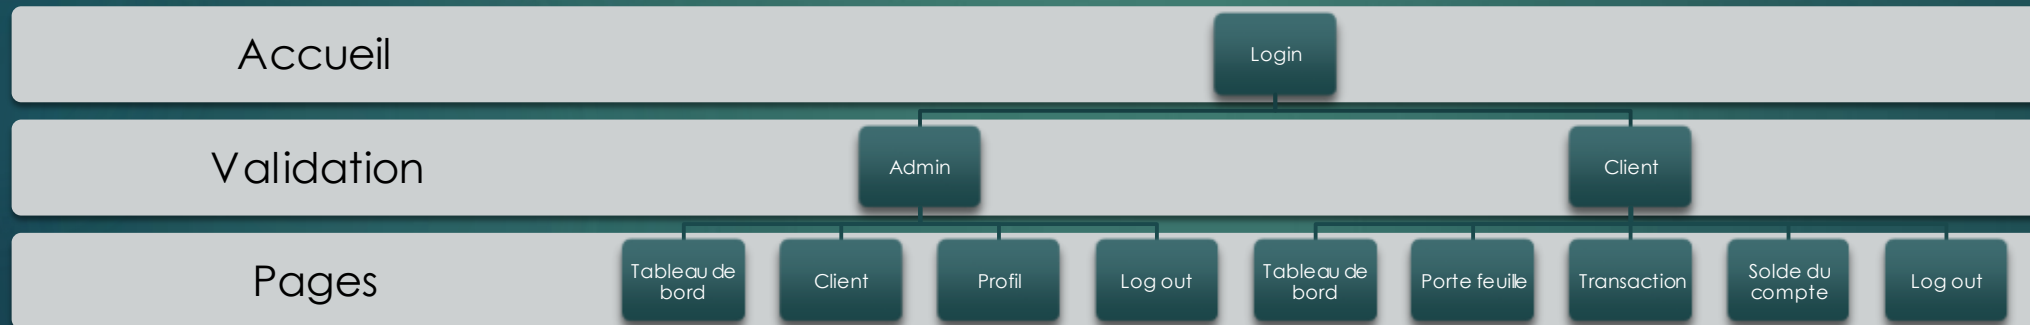 Accueil
Login
Validation
Admin
Client
Pages
Tableau de
bord
Client
Profil
Log out
Tableau de
bord
Porte feuille
Transaction
Solde du
compte
Log out